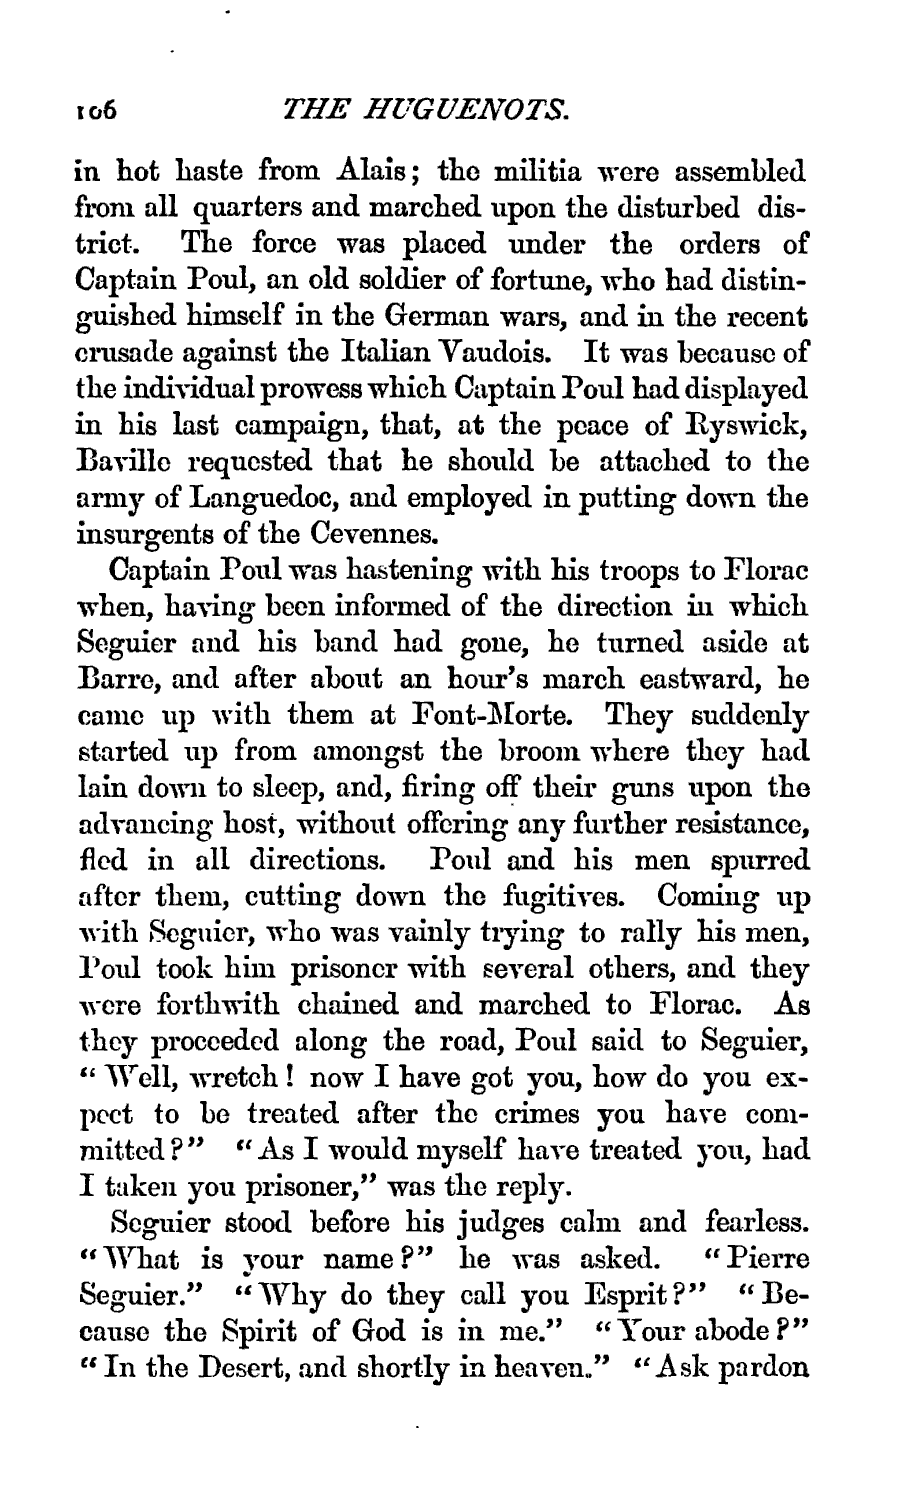 106 THE HUGUENOTS.
in hot haste from Alais; the militia were assembled
from all quarters and marched upon the disturbed dis-
trict. The force was placed under the orders of
Captain Poul, an old soldier of fortune, who had distin-
guished himself in the German wars, and in the recent
crusade against the Italian Vaudois. It was because of
the individual prowess which Captain Poul had displayed
in his last campaign, that, at the peace of Ryswick,
Baville requested that he should be attached to the
army of Languedoc, and employed in putting down the
insurgents of the Cevennes.
Captain Poul was hastening with his troops to Florac
when, having been informed of the direction in which
Seguier and his band had gone, he turned aside at
Barre, and after about an hour's march eastward, he
came up with them at Font-Morte. They suddenly
started up from amongst the broom where they had
lain down to sleep, and, firing off their guns upon the
advancing host, without offering any further resistance,
fled in all directions. Poul and his men spurred
after them, cutting down the fugitives. Coming up
with Seguier, who was vainly trying to rally his men,
Poul took him prisoner with several others, and they
were forthwith chained and marched to Florac. As
they proceeded along the road, Poul said to Seguier,
"Well, wretch! now I have got you, how do you ex-
pect to be treated after the crimes you have com-
mitted?" "As I would myself have treated you, had
I taken you prisoner," was the reply.
Seguier stood before his judges calm and fearless.
"What is your name?" he was asked. "Pierre
Seguier." "Why do they call you Esprit?" "Be-
cause the Spirit of God is in me." "Your abode?"
"In the Desert, and shortly in heaven." "Ask pardon